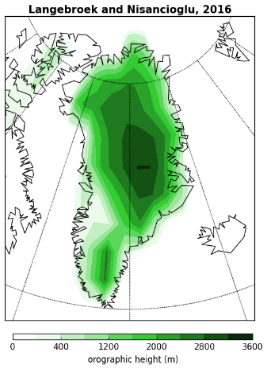 Langebroek and Nisancioglu, 2016
0 400 1200 2000 2800 3600
orographic height (m)